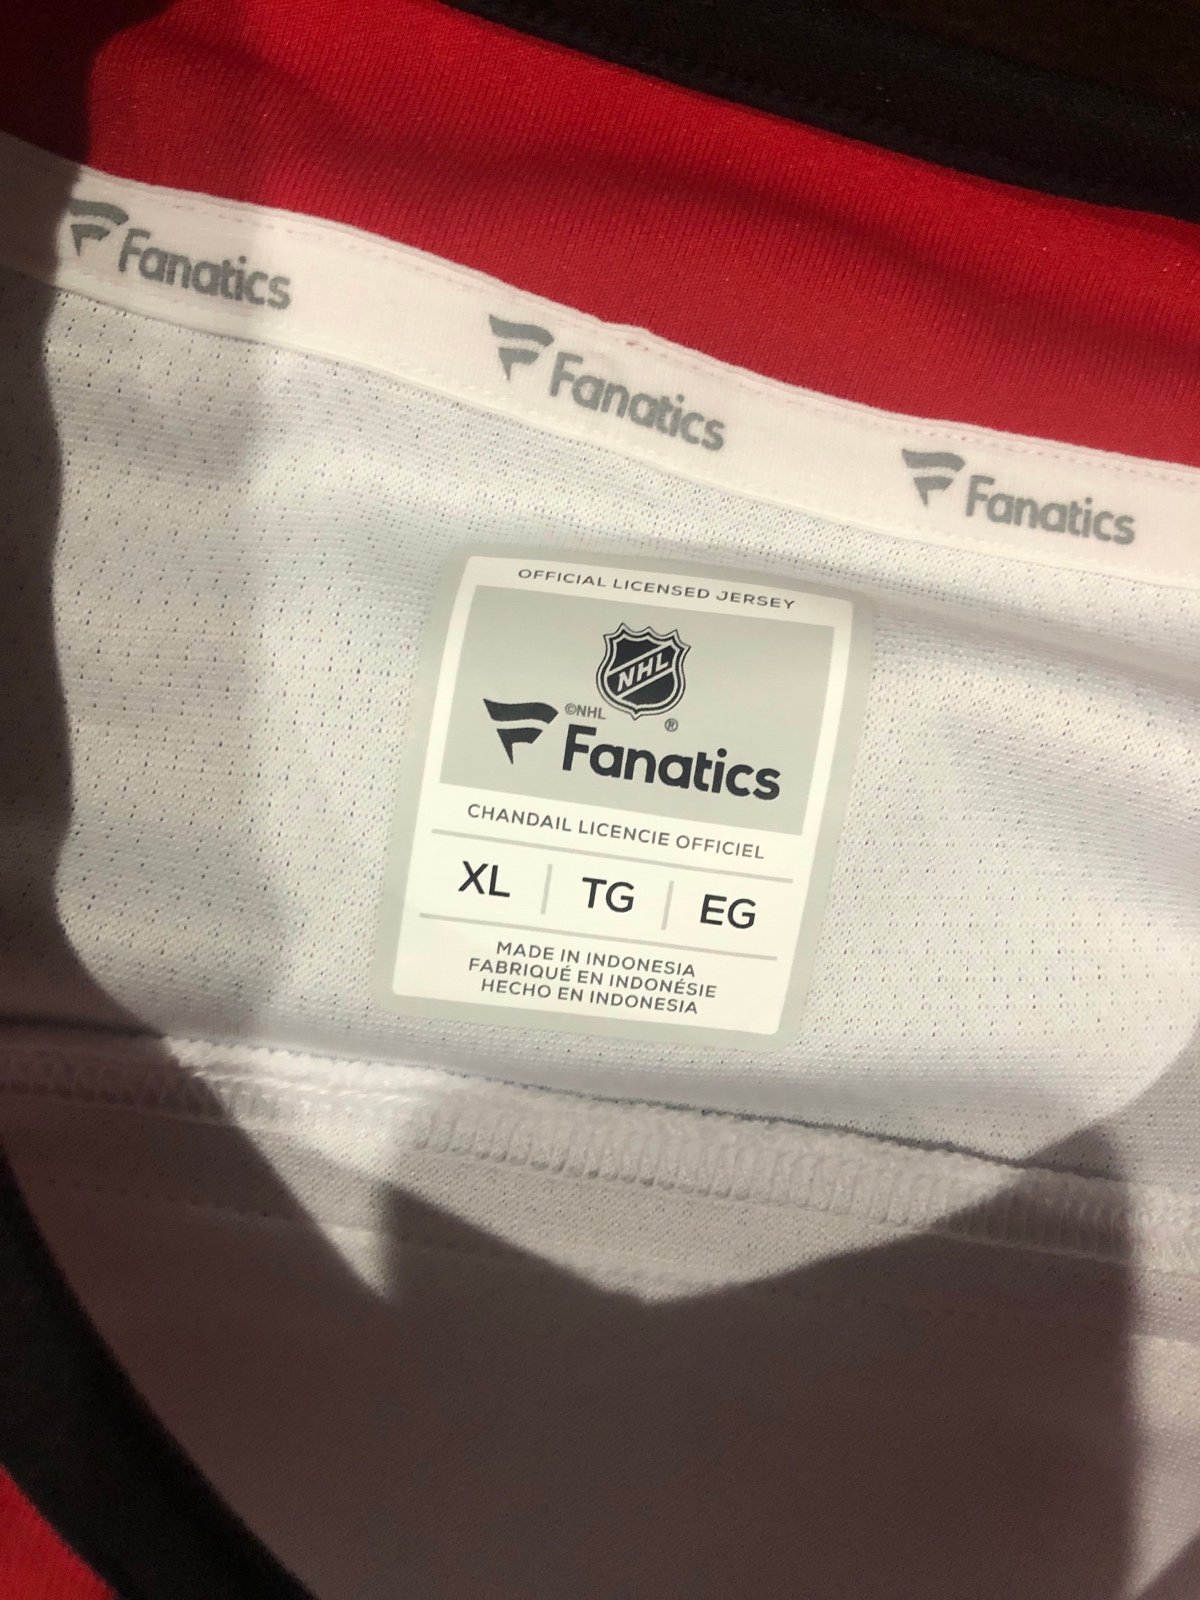 Fanatics
Fanatics
Fanatics
OFFICIAL LICENSED JERSEY
NHL
©NHL ®
Fanatics
CHANDAIL LICENCIE OFFICIEL
XL | TG | EG
MADE IN INDONESIA
FABRIQUÉ EN INDONÉSIE
HECHO EN INDONESIA